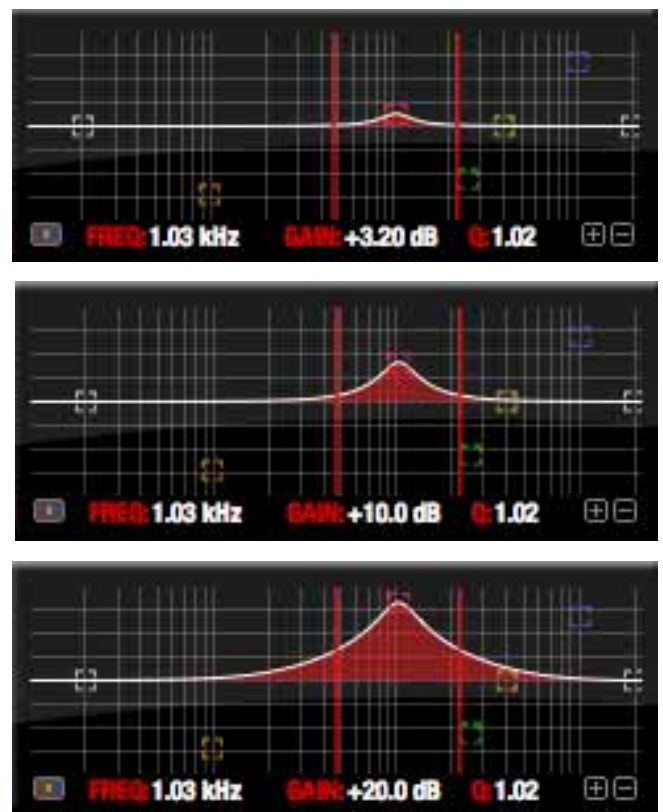 FREQ: 1.03 kHz GAIN: +3.20 dB Q: 1.02
FREQ: 1.03 kHz GAIN: +10.0 dB Q: 1.02
FREQ: 1.03 kHz GAIN: +20.0 dB Q: 1.02